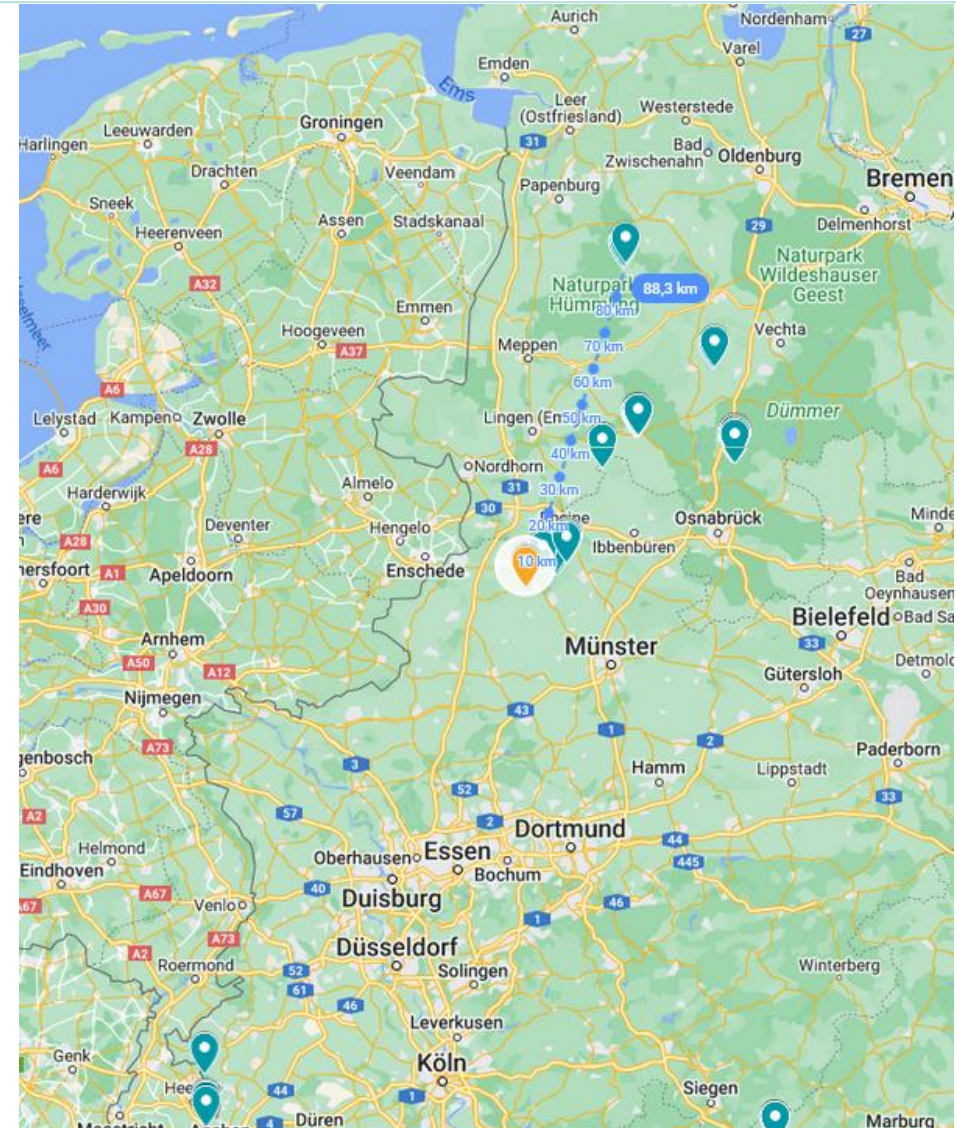 Aurich
Nordenham
27
Varel
Emden
Ems
Leer
(Ostfriesland)
Westerstede
Groningen
Leeuwarden
Harlingen
31
Bad
Zwischenahn
Oldenburg
Drachten
Veendam
Papenburg
Bremen
Sneek
Assen
Stadskanaal
Delmenhorst
29
Heerenveen
Naturpark
Wildeshauser
Geest
A32
Naturpark
88,3 km
80 km
Emmen
Hoogeveen
Vechta
Meppen
70 km
A37
60 km
A6
Lelystad
Kampen
Zwolle
Lingen
50 km
Dümmer
A28
40 km
A6
Nordhorn
Almelo
31
30 km
Harderwijk
30
Deventer
Hengelo
20 km
Osnabrück
Ibbenbüren
A28
10 km
Enschede
A1
Apeldoorn
Bad
Oeynhausen
A30
Bielefeld
Bad Sa
Arnhem
33
Münster
A50
A12
Gütersloh
Detmold
Nijmegen
43
1
2
A73
Paderborn
3
Hamm
Lippstadt
52
33
A2
57
2
Dortmund
44
Helmond
Oberhausen
Essen
445
Eindhoven
Bochum
40
A67
A67
Duisburg
46
Venlo
1
A73
Düsseldorf
A2
Roermond
52
Solingen
Winterberg
61
46
Leverkusen
Genk
Köln
44
1
Siegen
4
Düren
Marburg